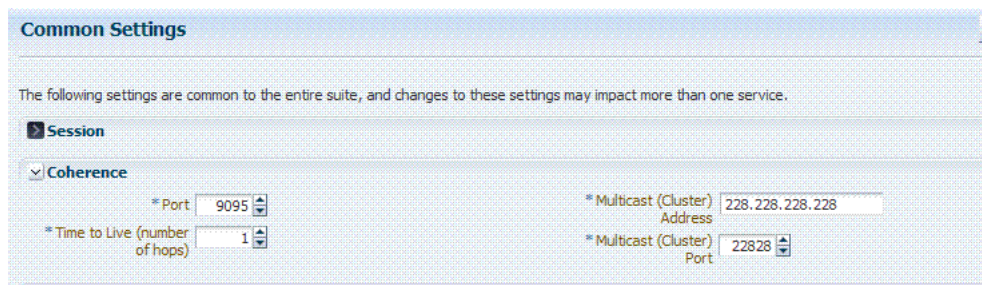 Common Settings
The following settings are common to the entire suite, and changes to these settings may impact more than one service.
Session
Coherence
* Port 9095
* Time to Live (number
of hops) 1
* Multicast (Cluster)
Address 228.228.228.228
* Multicast (Cluster)
Port 22828